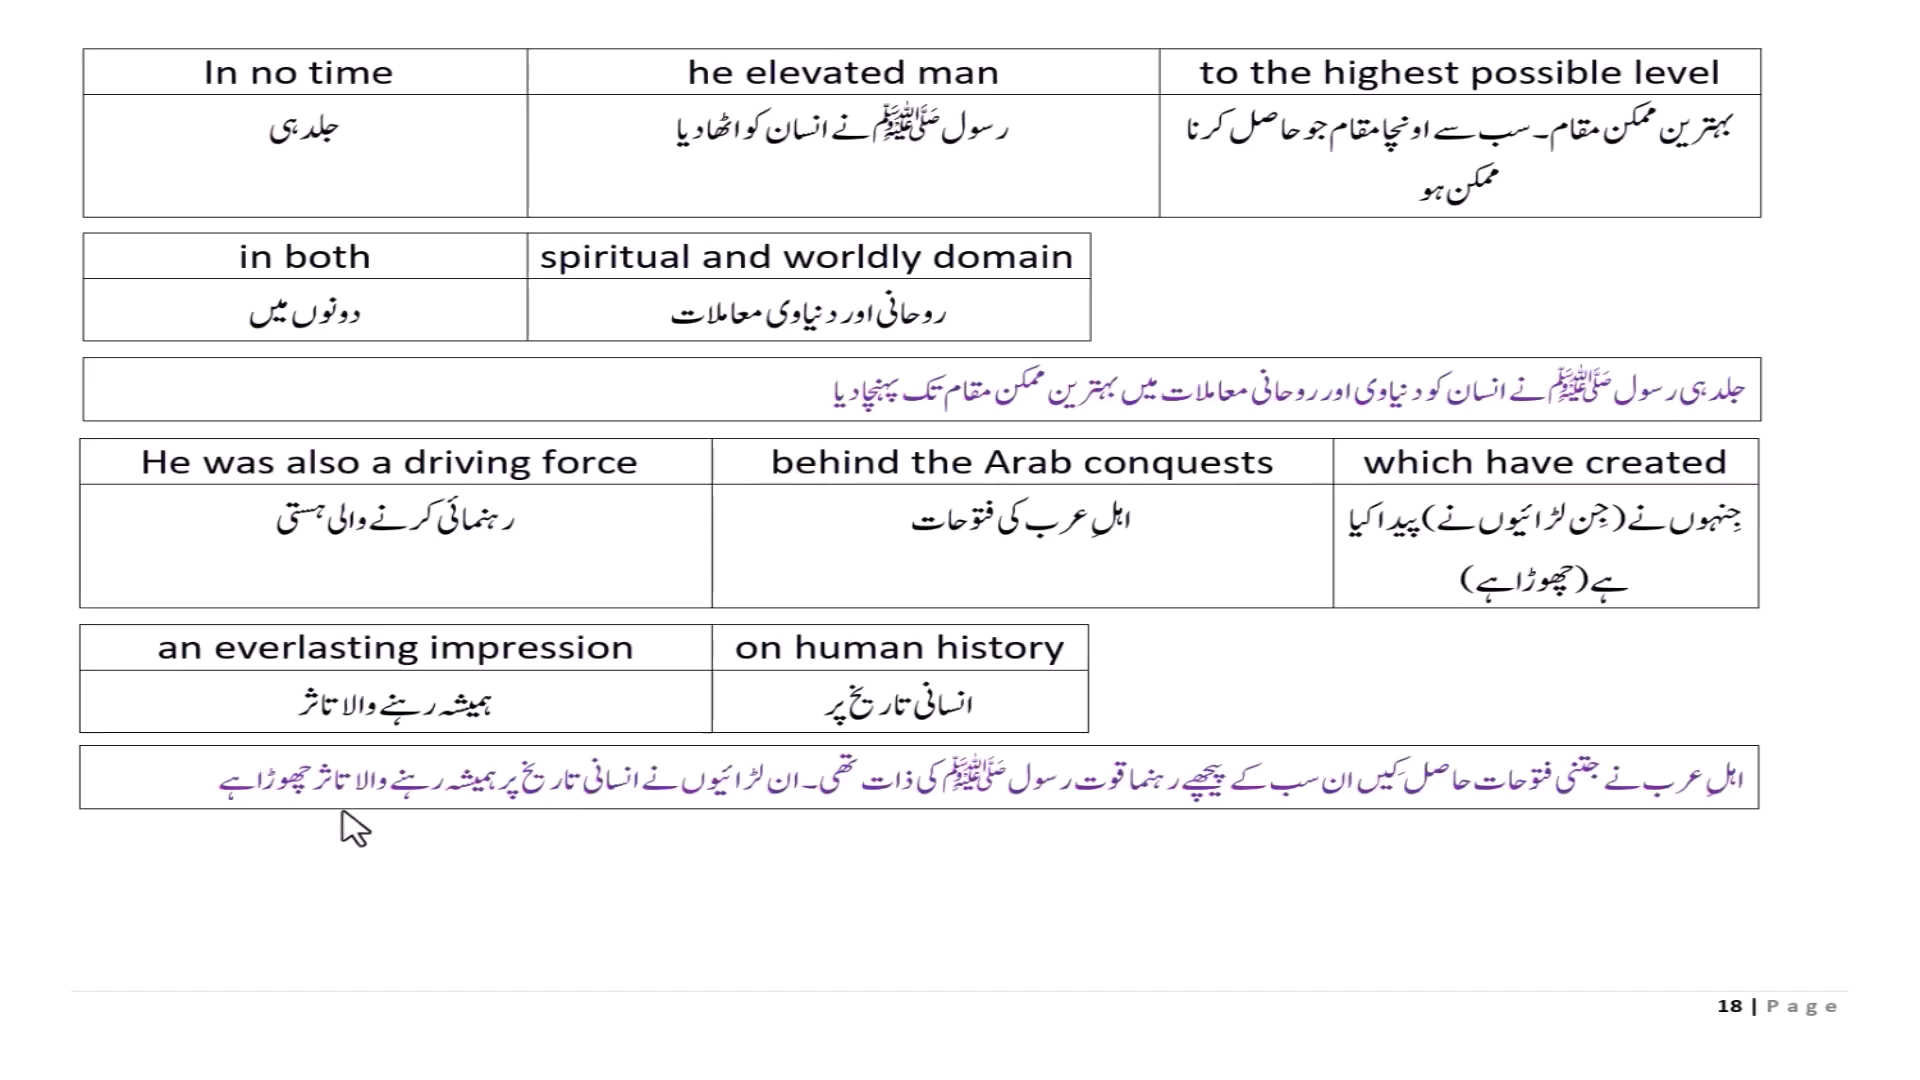 In no time he elevated man to the highest possible level
جلد ہی رسول ﷺ نے انسان کو اٹھا دیا بہترین ممکن مقام۔ سب سے اونچا مقام جو حاصل کرنا
ممکن ہو
in both spiritual and worldly domain
دونوں میں روحانی اور دنیاوی معاملات
جلد ہی رسول ﷺ نے انسان کو دنیاوی اور روحانی معاملات میں بہترین ممکن مقام تک پہنچا دیا
He was also a driving force behind the Arab conquests which have created
رہنمائی کرنے والی ہستی اہلِ عرب کی فتوحات جِنہوں نے (جِن لڑائیوں نے) پیدا کیا
ہے (چھوڑا ہے)
an everlasting impression on human history
ہمیشہ رہنے والا تاثر انسانی تاریخ پر
اہلِ عرب نے جتنی فتوحات حاصل کِیں ان سب کے پیچھے رہنما قوت رسول ﷺ کی ذات تھی۔ ان لڑائیوں نے انسانی تاریخ پر ہمیشہ رہنے والا تاثر چھوڑا ہے
18 | Page